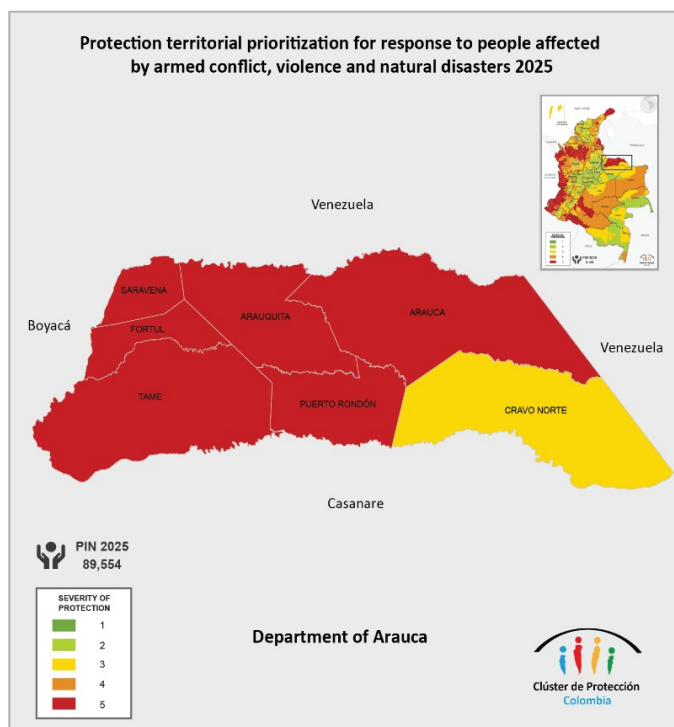 Protection territorial prioritization for response to people affected
by armed conflict, violence and natural disasters 2025
Venezuela
SARAVENA
ARAUQUITA
ARAUCA
Boyacá
FORTUL
Venezuela
TAME
PUERTO RONDÓN
CRAVO NORTE
Casanare
PIN 2025
89,554
SEVERITY OF
PROTECTION
1
2
3
4
5
Department of Arauca
Clúster de Protección
Colombia